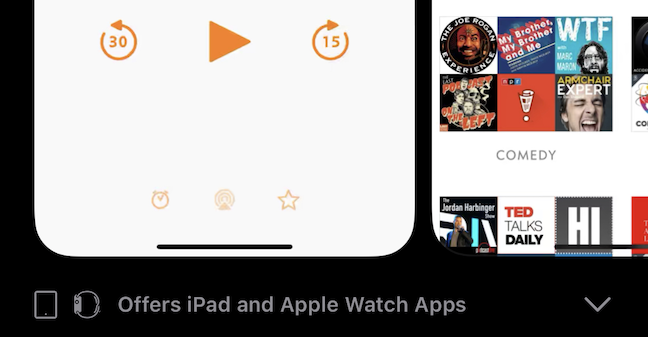 30
15
THE JOE ROGAN
EXPERIENCE
My Brother,
My Brother
and Me
WTF
with
MARC
MARON
THE LAST
PODCAST
ON THE
LEFT
npr
ARMCHAIR
EXPERT
COMEDY
The
Jordan Harbinger
Show
TED
TALKS
DAILY
HI
Offers iPad and Apple Watch Apps